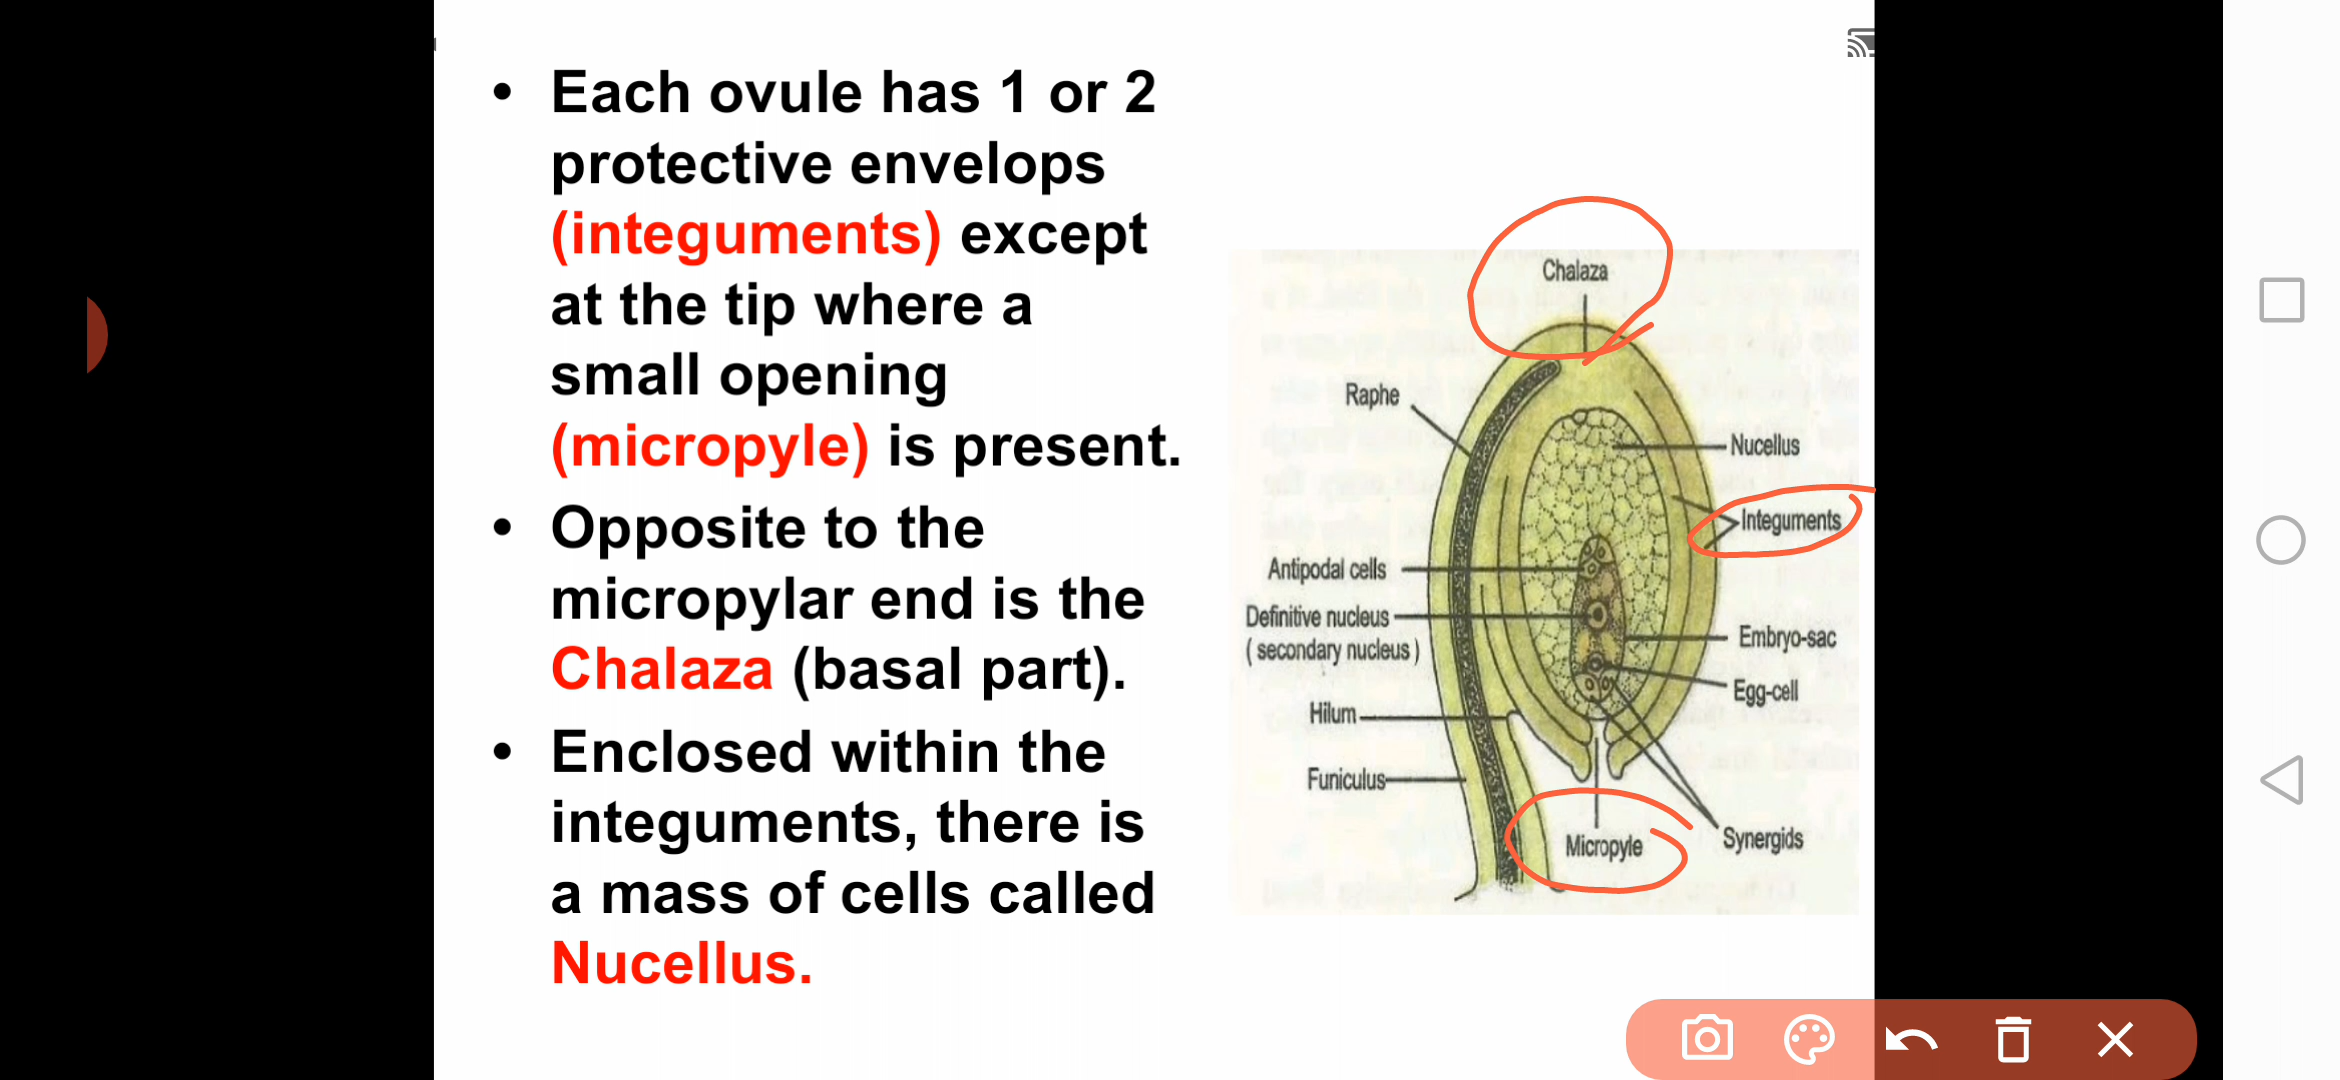 • Each ovule has 1 or 2
protective envelops
(integuments) except
at the tip where a
small opening
(micropyle) is present.
• Opposite to the
micropylar end is the
Chalaza (basal part).
• Enclosed within the
integuments, there is
a mass of cells called
Nucellus.
Chalaza
Raphe
Nucellus
Integuments
Antipodal cells
Definitive nucleus
( secondary nucleus )
Embryo-sac
Egg-cell
Hilum
Funiculus
Micropyle
Synergids